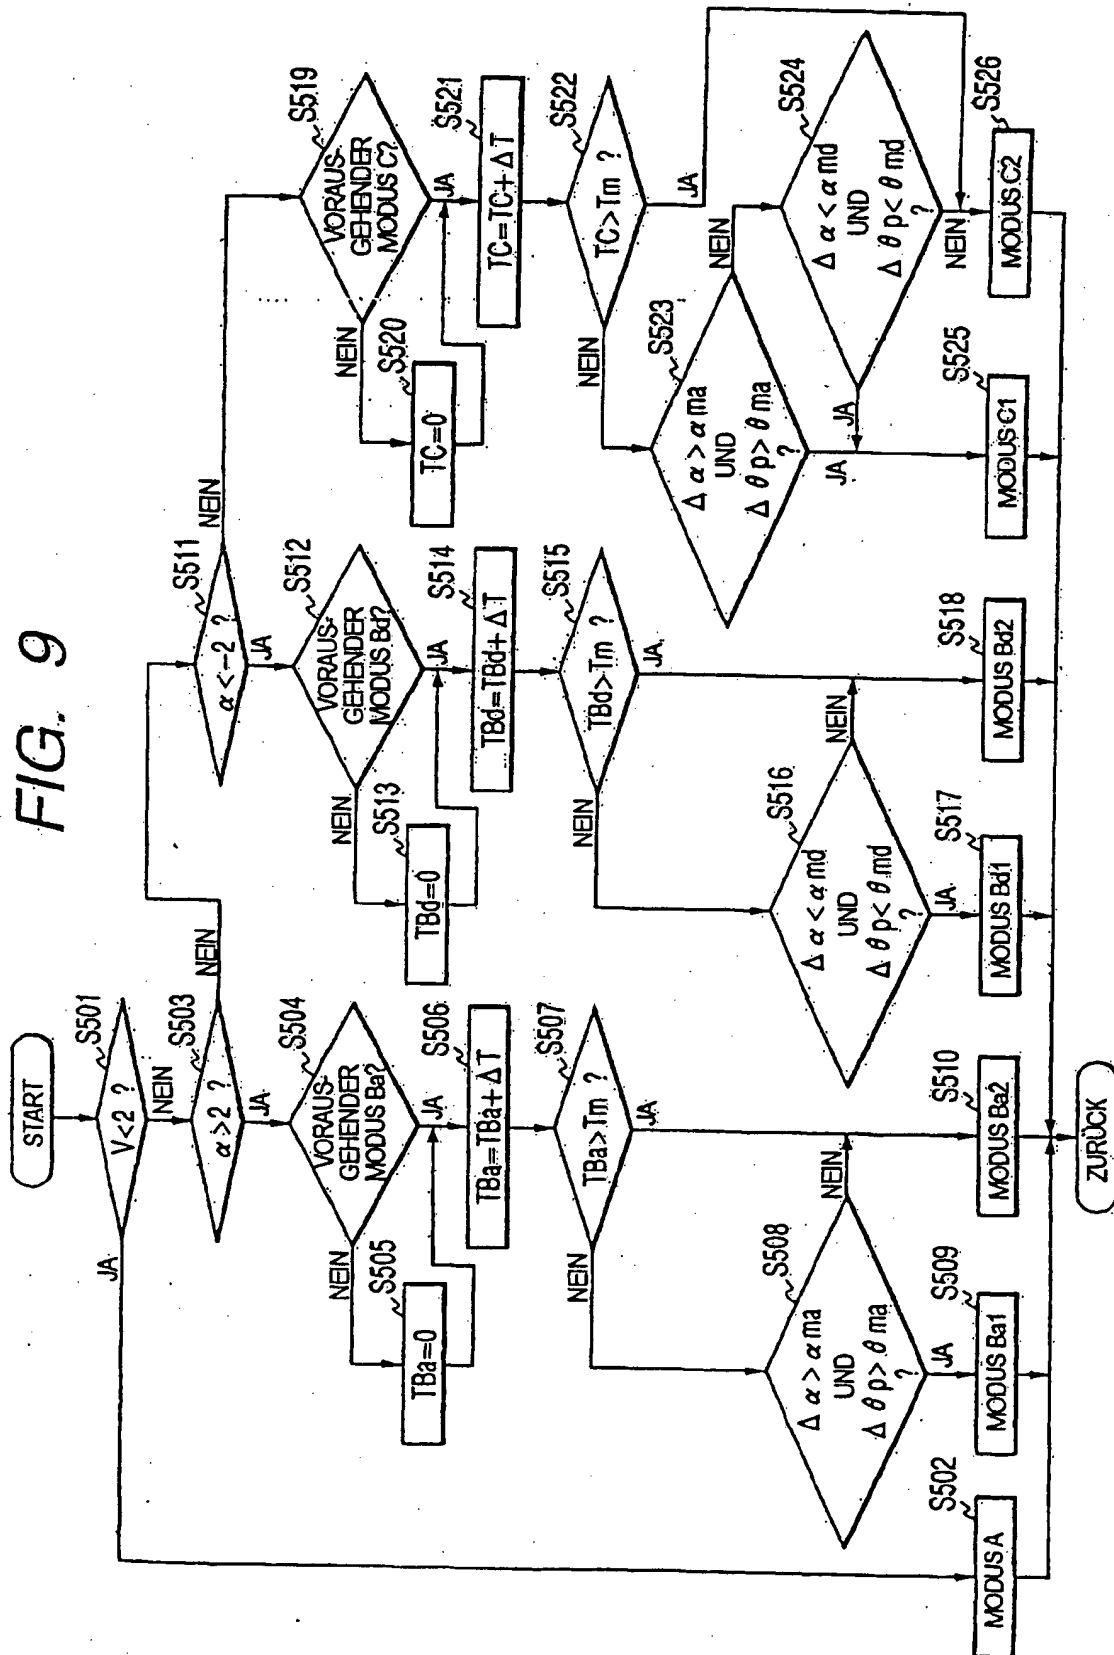 FIG. 9
START
S501
V<2 ?
JA
NEIN
S503
α>2 ?
NEIN
JA
S504
VORAUS-
GEHENDER
MODUS Ba?
NEIN
JA
S505
TBa=0
S506
TBa=TBa+ΔT
S507
TBa>Tm ?
NEIN
JA
S508
Δα>αma
UND
Δθp>θma
?
NEIN
JA
S502
MODUS A
S509
MODUS Ba1
S510
MODUS Ba2
S511
α<-2 ?
NEIN
JA
S512
VORAUS-
GEHENDER
MODUS Bd?
NEIN
JA
S513
TBd=0
S514
TBd=TBd+ΔT
S515
TBd>Tm ?
NEIN
JA
S516
Δα<αmd
UND
Δθp<θmd
?
NEIN
JA
S517
MODUS Bd1
S518
MODUS Bd2
S519
VORAUS-
GEHENDER
MODUS C?
NEIN
JA
S520
TC=0
S521
TC=TC+ΔT
S522
TC>Tm ?
NEIN
JA
S523
Δα>αma
UND
Δθp>θma
?
NEIN
JA
S524
Δα<αmd
UND
Δθp<θmd
?
JA
NEIN
S525
MODUS C1
S526
MODUS C2
ZURÜCK